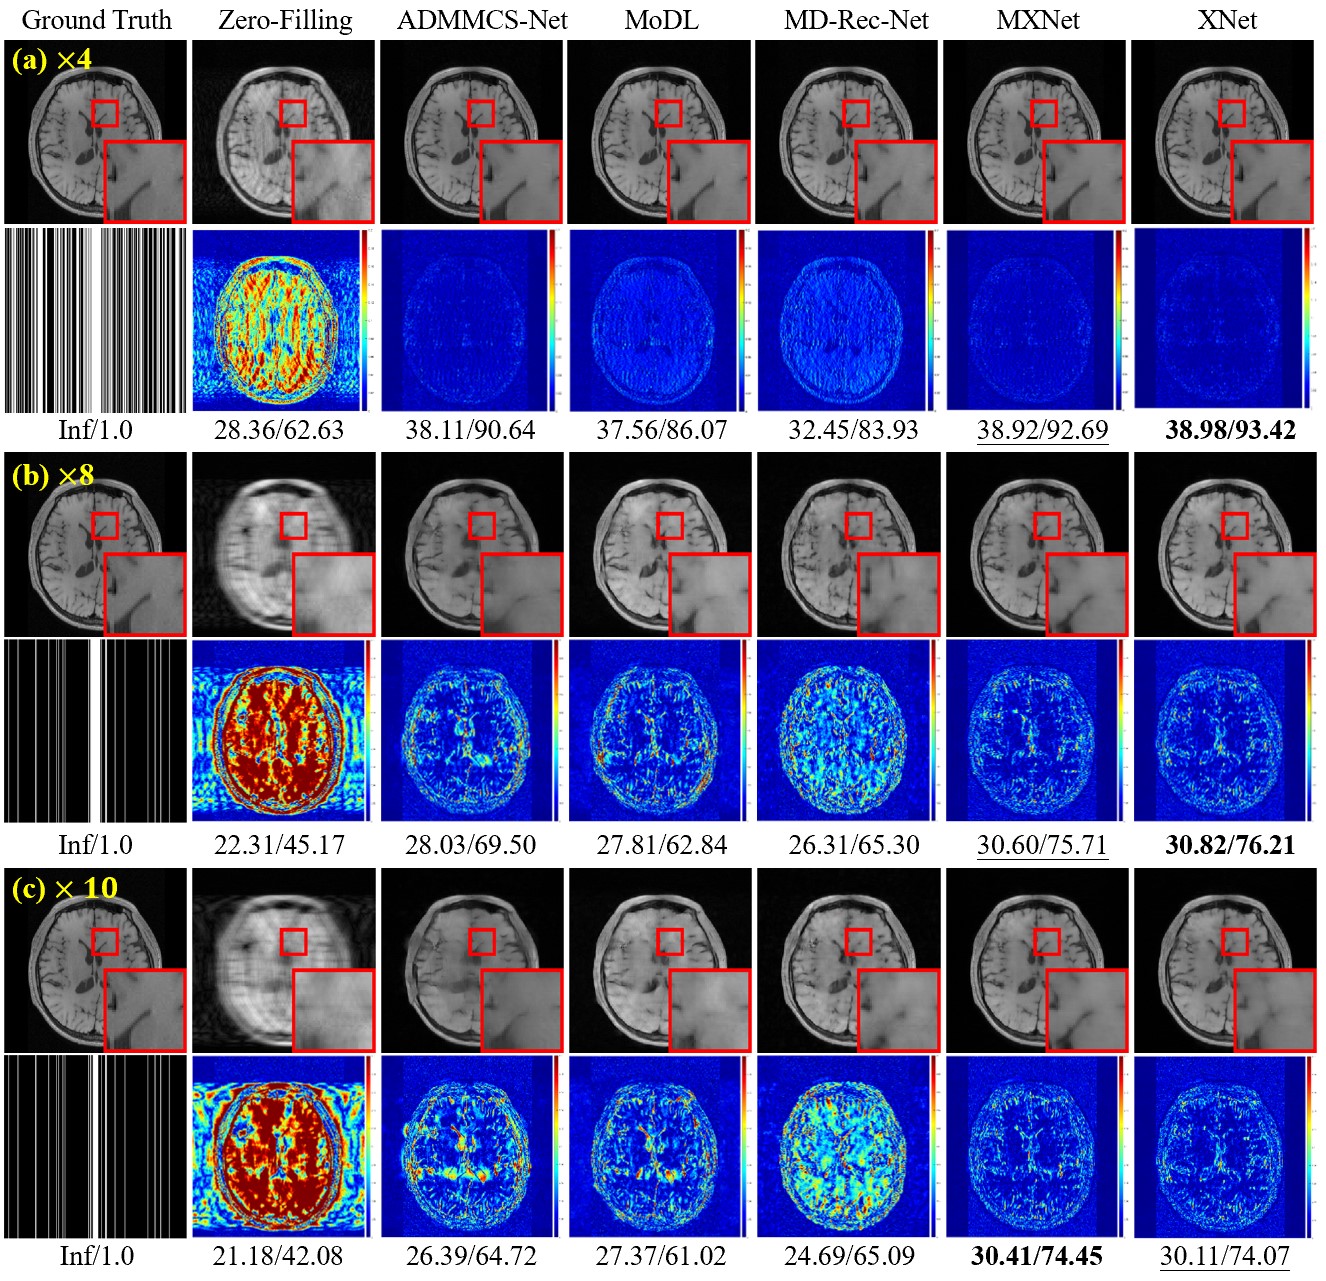 Ground Truth Zero-Filling ADMMCS-Net MoDL MD-Rec-Net MXNet XNet
(a) ×4
Inf/1.0 28.36/62.63 38.11/90.64 37.56/86.07 32.45/83.93 38.92/92.69 38.98/93.42
(b) ×8
Inf/1.0 22.31/45.17 28.03/69.50 27.81/62.84 26.31/65.30 30.60/75.71 30.82/76.21
(c) × 10
Inf/1.0 21.18/42.08 26.39/64.72 27.37/61.02 24.69/65.09 30.41/74.45 30.11/74.07